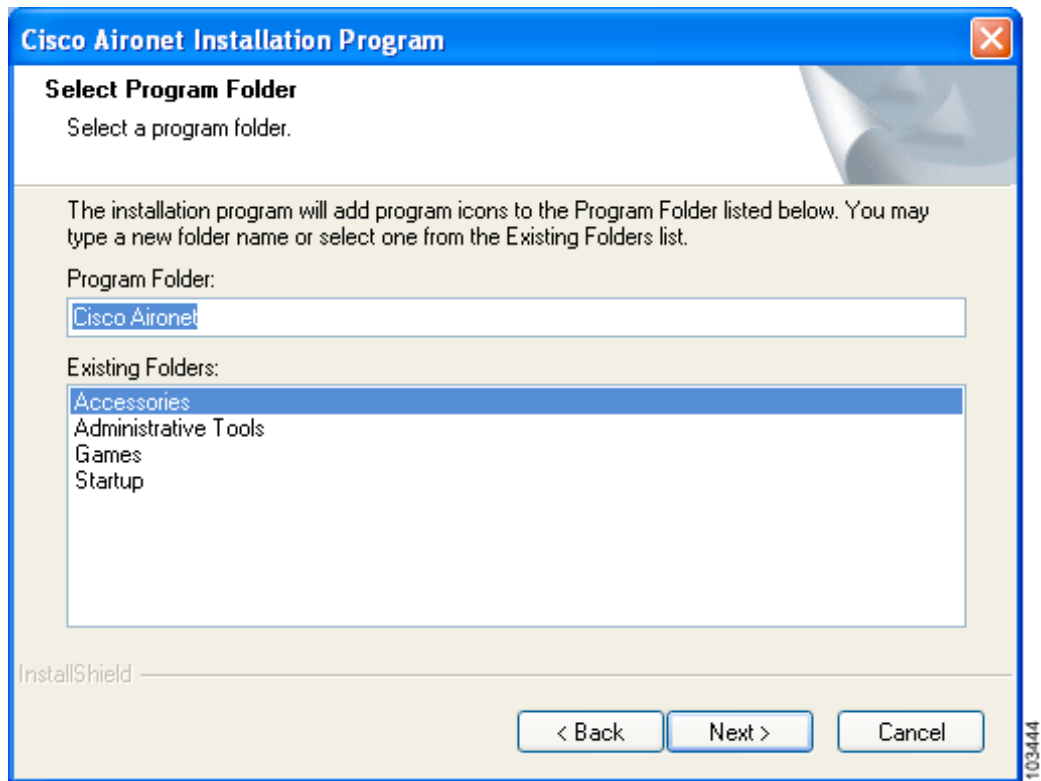 Cisco Aironet Installation Program
Select Program Folder
Select a program folder.
The installation program will add program icons to the Program Folder listed below. You may
type a new folder name or select one from the Existing Folders list.
Program Folder:
Cisco Aironet
Existing Folders:
Accessories
Administrative Tools
Games
Startup
InstallShield
< Back
Next >
Cancel
103444